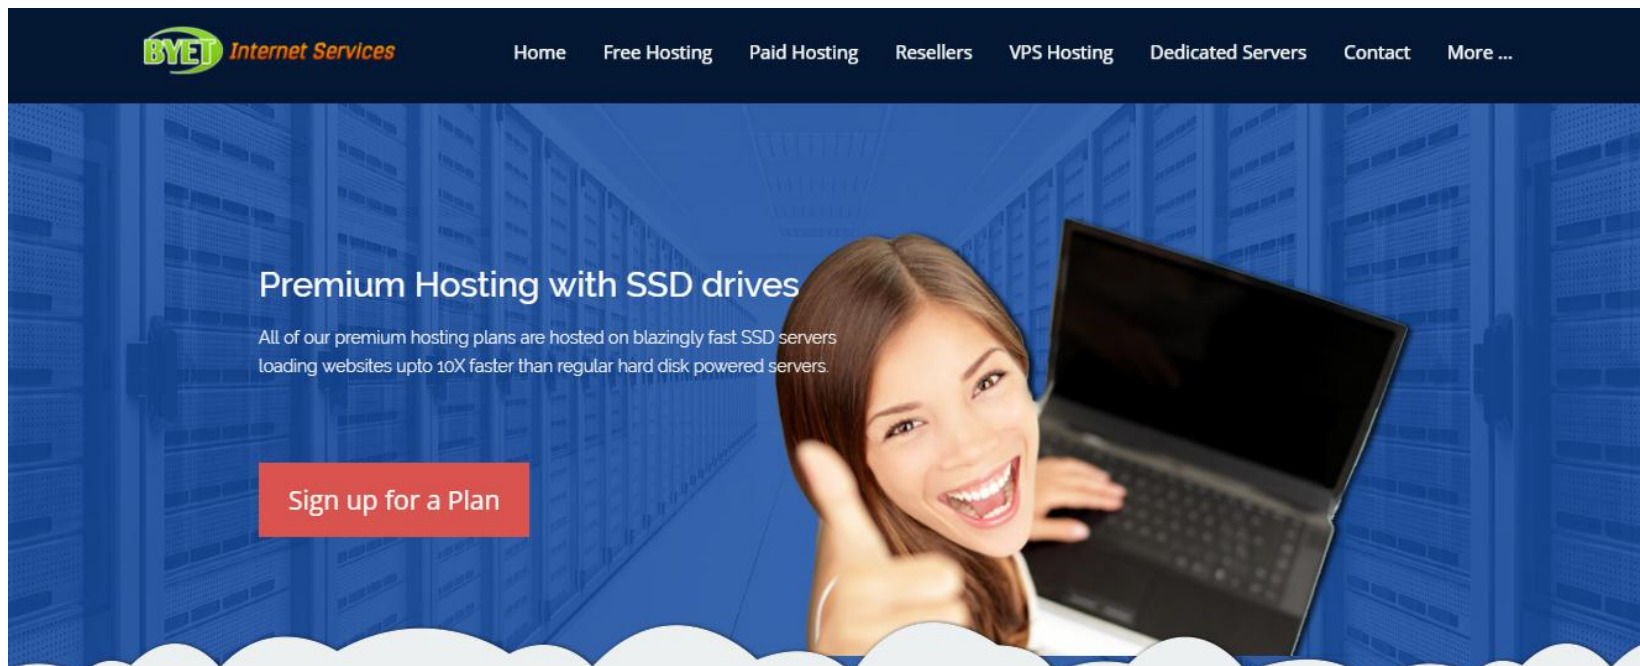 BYET Internet Services
Home Free Hosting Paid Hosting Resellers VPS Hosting Dedicated Servers Contact More ...
Premium Hosting with SSD drives
All of our premium hosting plans are hosted on blazingly fast SSD servers
loading websites upto 10X faster than regular hard disk powered servers.
Sign up for a Plan